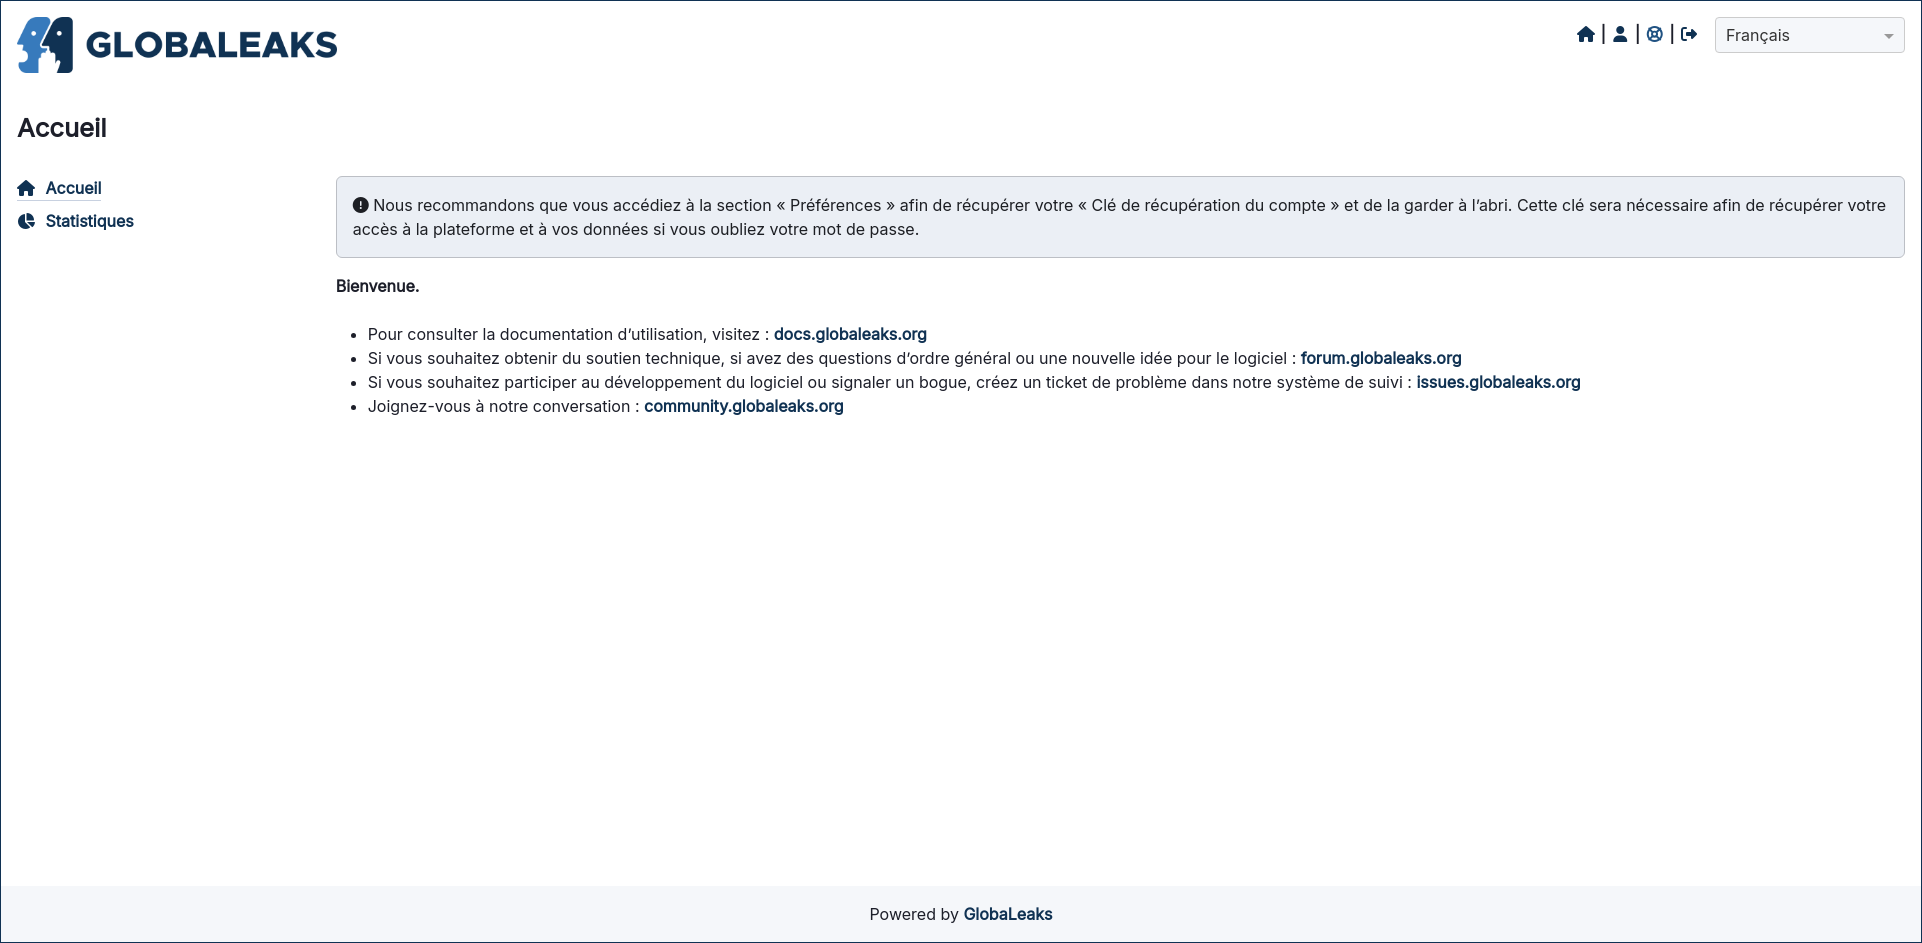 GLOBALEAKS
| | |
Français
Accueil
Accueil
Statistiques
Nous recommandons que vous accédiez à la section « Préférences » afin de récupérer votre « Clé de récupération du compte » et de la garder à l’abri. Cette clé sera nécessaire afin de récupérer votre
accès à la plateforme et à vos données si vous oubliez votre mot de passe.
Bienvenue.
• Pour consulter la documentation d’utilisation, visitez : docs.globaleaks.org
• Si vous souhaitez obtenir du soutien technique, si avez des questions d’ordre général ou une nouvelle idée pour le logiciel : forum.globaleaks.org
• Si vous souhaitez participer au développement du logiciel ou signaler un bogue, créez un ticket de problème dans notre système de suivi : issues.globaleaks.org
• Joignez-vous à notre conversation : community.globaleaks.org
Powered by GlobaLeaks